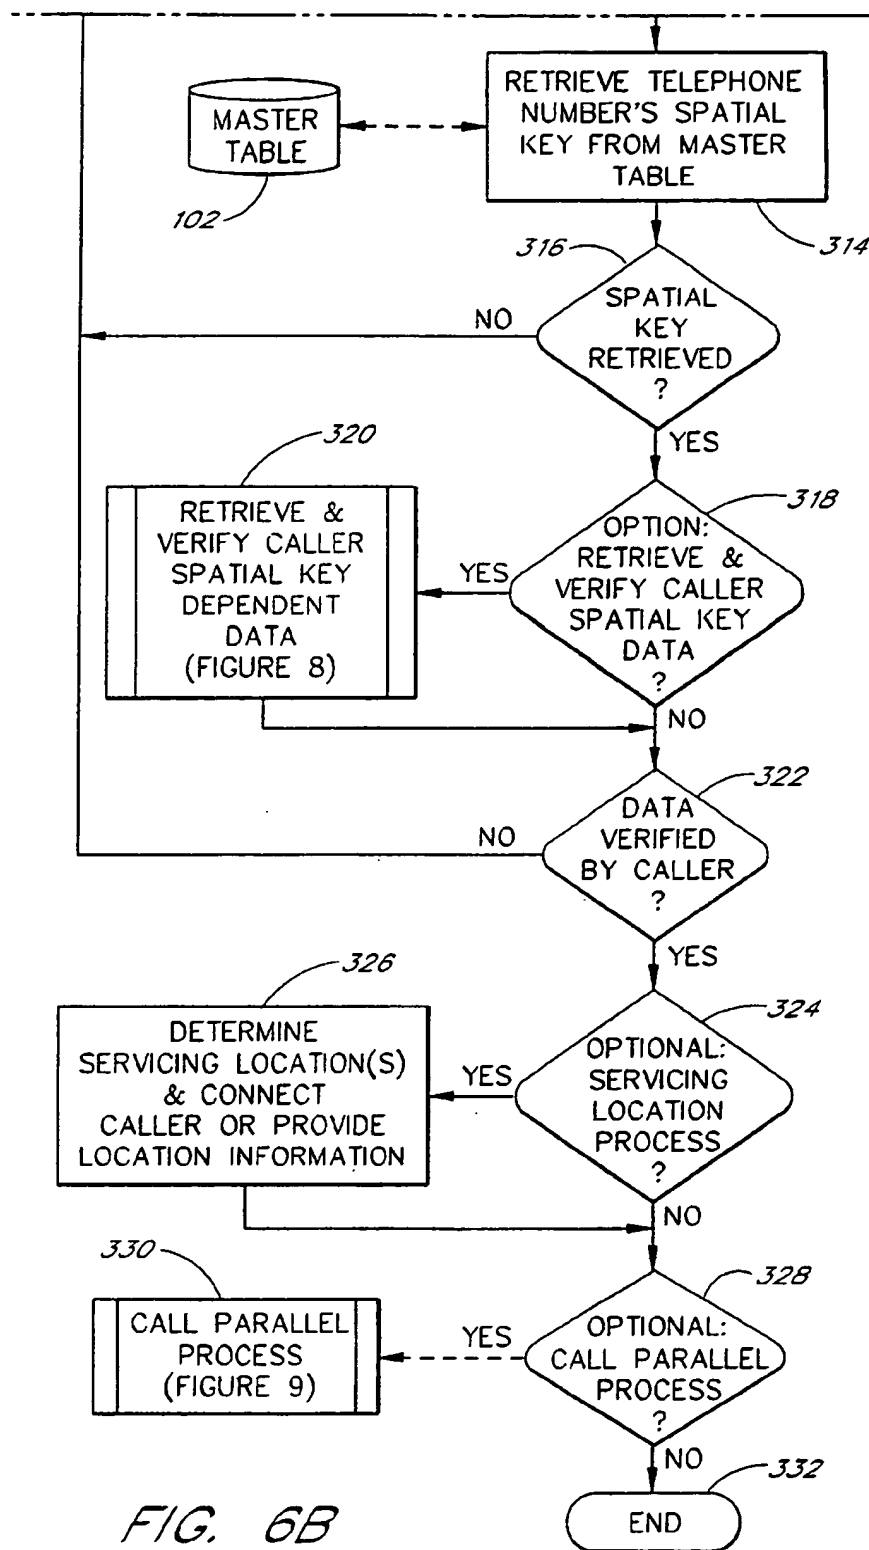 RETRIEVE TELEPHONE
NUMBER'S SPATIAL
KEY FROM MASTER
TABLE
MASTER
TABLE
102
314
316
SPATIAL
KEY
RETRIEVED
?
NO
YES
320
318
RETRIEVE &
VERIFY CALLER
SPATIAL KEY
DEPENDENT
DATA
(FIGURE 8)
YES
OPTION:
RETRIEVE &
VERIFY CALLER
SPATIAL KEY
DATA
?
NO
322
DATA
VERIFIED
BY CALLER
?
NO
YES
326
324
DETERMINE
SERVICING LOCATION(S)
& CONNECT
CALLER OR PROVIDE
LOCATION INFORMATION
YES
OPTIONAL:
SERVICING
LOCATION
PROCESS
?
NO
330
328
CALL PARALLEL
PROCESS
(FIGURE 9)
YES
OPTIONAL:
CALL PARALLEL
PROCESS
?
NO
332
END
FIG. 6B